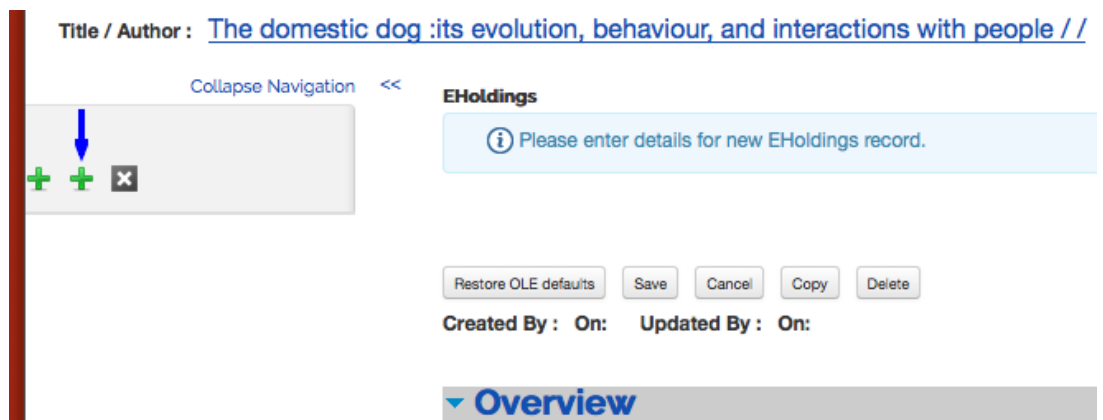 Title / Author : The domestic dog :its evolution, behaviour, and interactions with people / /
Collapse Navigation <<
EHoldings
Please enter details for new EHoldings record.
Restore OLE defaults Save Cancel Copy Delete
Created By : On: Updated By : On:
Overview